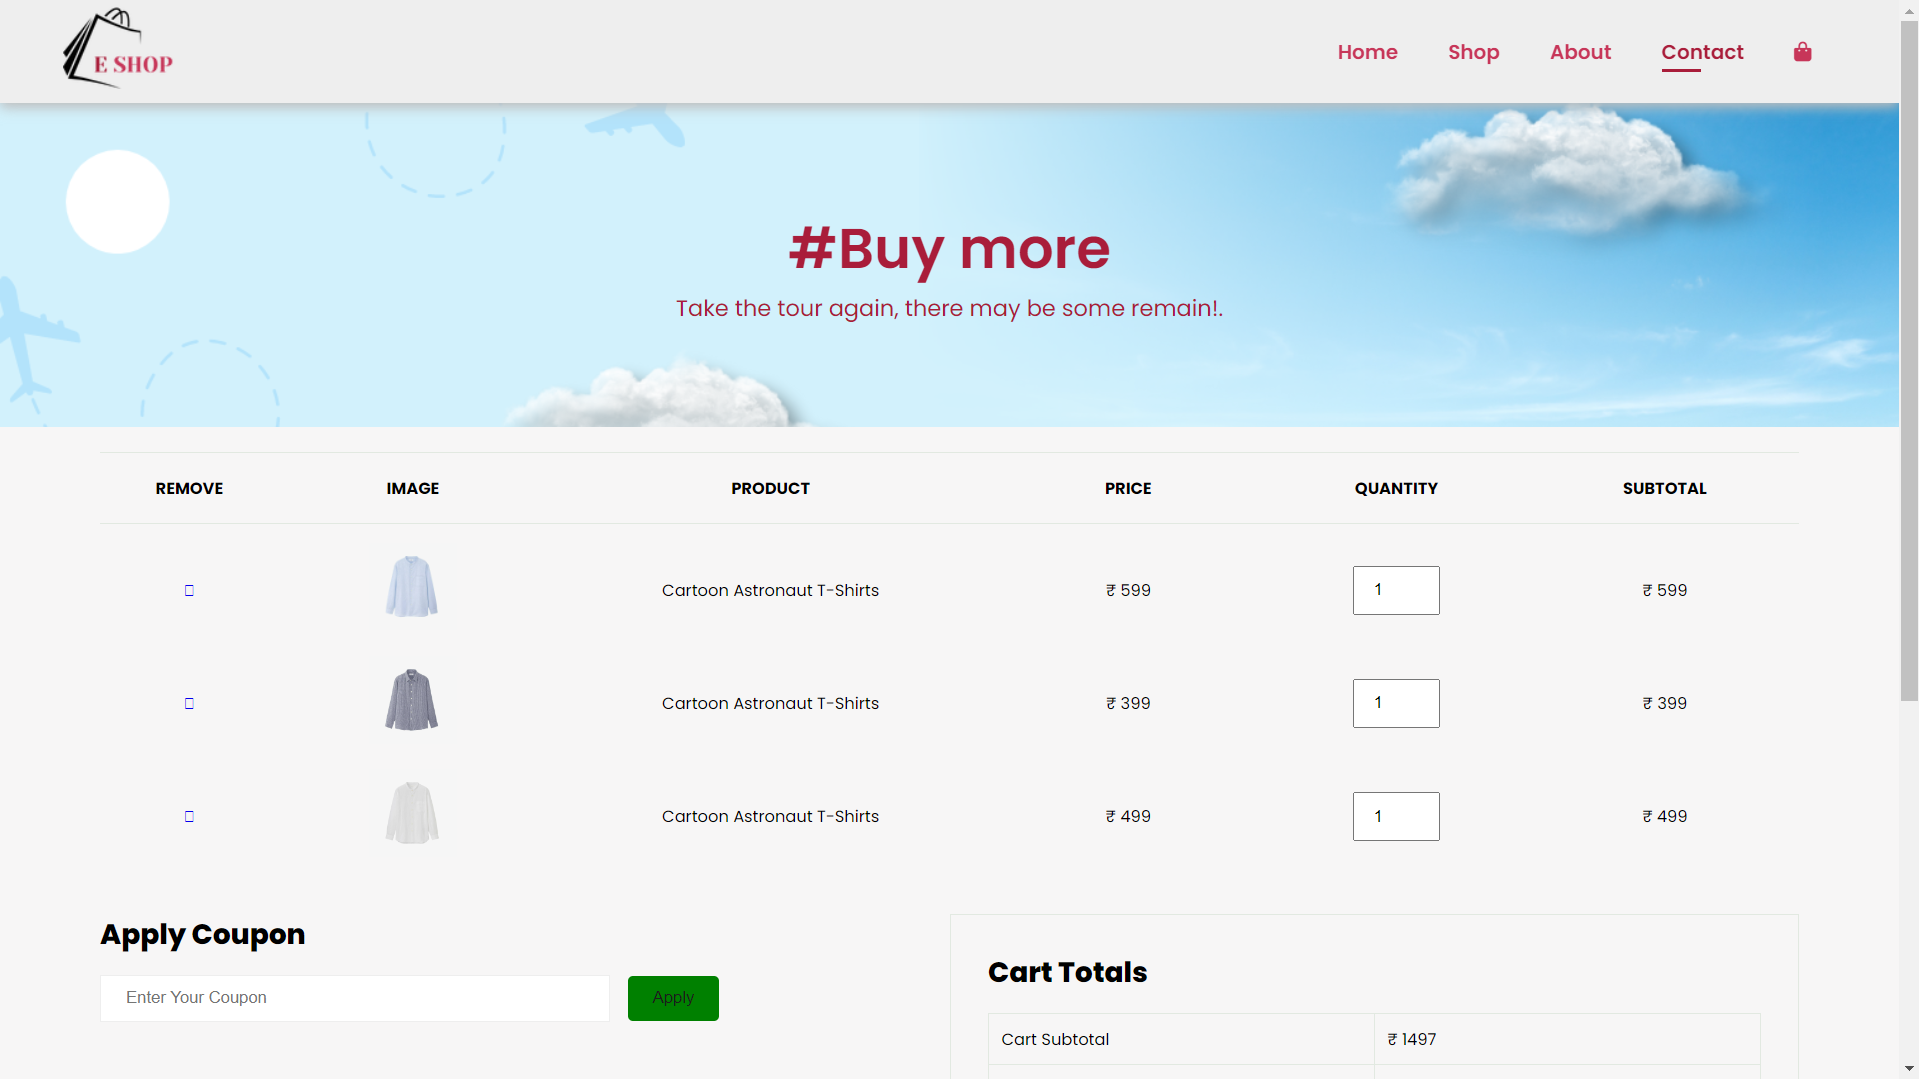 E SHOP
Home Shop About Contact
#Buy more
Take the tour again, there may be some remain!.
REMOVE IMAGE PRODUCT PRICE QUANTITY SUBTOTAL
Cartoon Astronaut T-Shirts ₹ 599 1 ₹ 599
Cartoon Astronaut T-Shirts ₹ 399 1 ₹ 399
Cartoon Astronaut T-Shirts ₹ 499 1 ₹ 499
Apply Coupon
Enter Your Coupon Apply
Cart Totals
Cart Subtotal ₹ 1497